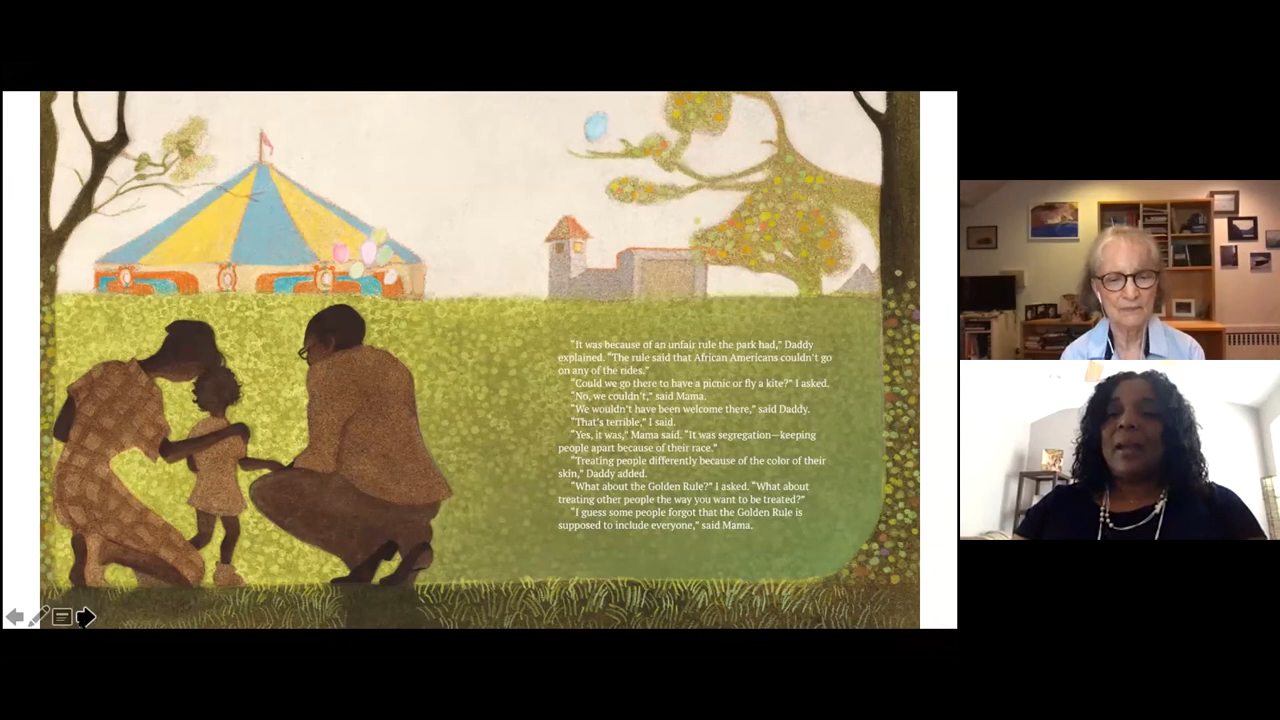 “It was because of an unfair rule the park had,” Daddy
explained. “The rule said that African Americans couldn’t go
on any of the rides.”
“Could we go there to have a picnic or fly a kite?” I asked.
“No, we couldn’t,” said Mama.
“We wouldn’t have been welcome there,” said Daddy.
“That’s terrible,” I said.
“Yes, it was,” Mama said. “It was segregation—keeping
people apart because of their race.”
“Treating people differently because of the color of their
skin,” Daddy added.
“What about the Golden Rule?” I asked. “What about
treating other people the way you want to be treated?”
“I guess some people forgot that the Golden Rule is
supposed to include everyone,” said Mama.